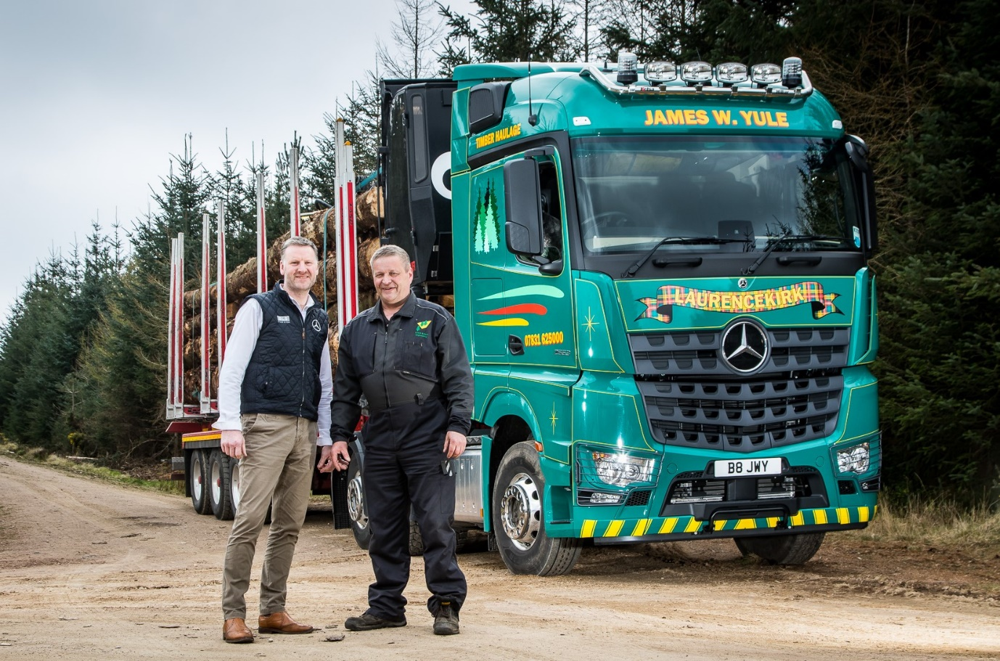 JAMES W. YULE
TIMBER HAULAGE
LAURENCEKIRK
07831 625000
B8 JWY